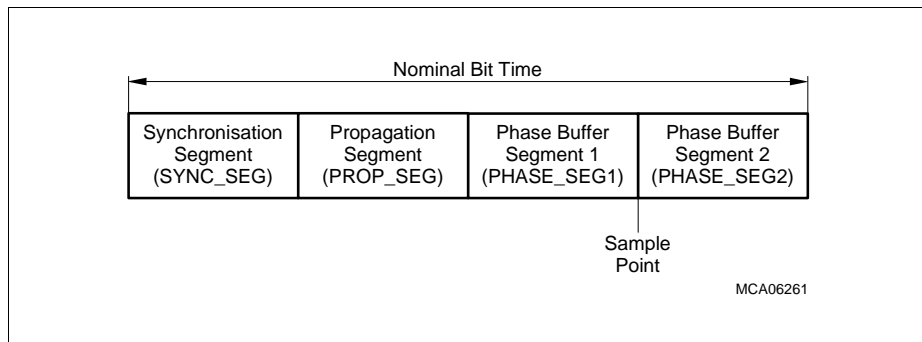 Nominal Bit Time
Synchronisation
Segment
(SYNC_SEG)
Propagation
Segment
(PROP_SEG)
Phase Buffer
Segment 1
(PHASE_SEG1)
Phase Buffer
Segment 2
(PHASE_SEG2)
Sample
Point
MCA06261